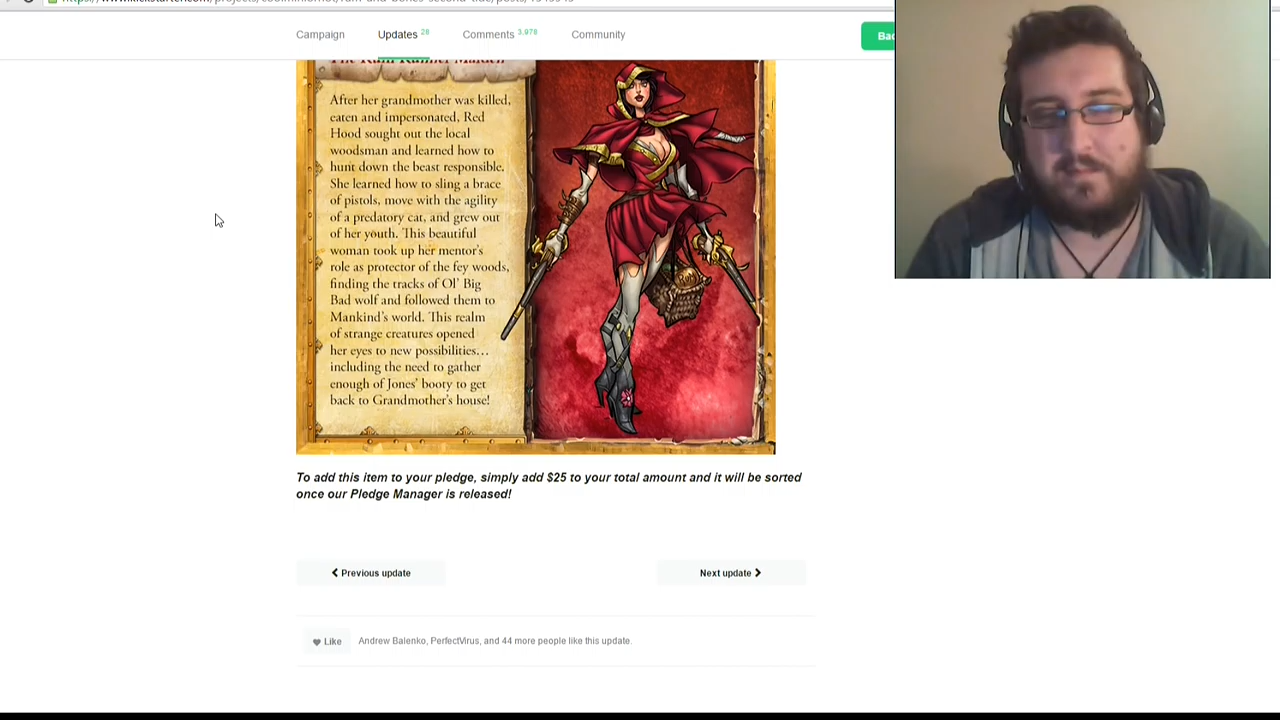 Campaign Updates 28 Comments 3,978 Community
After her grandmother was killed,
eaten and impersonated, Red
Hood sought out the local
woodsman and learned how to
hunt down the beast responsible.
She learned how to sling a brace
of pistols, move with the agility
of a predatory cat, and grew out
of her youth. This beautiful
woman took up her mentor's
role as protector of the fey woods,
finding the tracks of Ol' Big
Bad wolf and followed them to
Mankind's world. This realm
of strange creatures opened
her eyes to new possibilities…
including the need to gather
enough of Jones' booty to get
back to Grandmother's house!
RUM
To add this item to your pledge, simply add $25 to your total amount and it will be sorted
once our Pledge Manager is released!
Previous update
Next update
Like
Andrew Balenko, PerfectVirus, and 44 more people like this update.